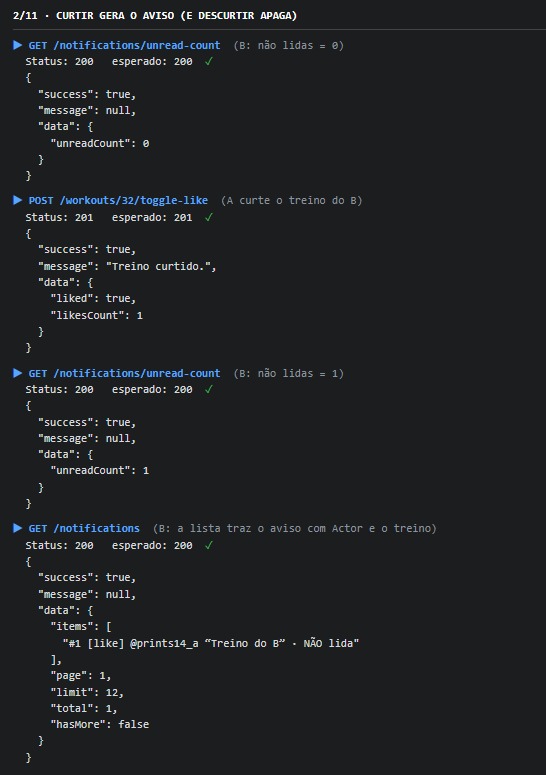 2/11 · CURTIR GERA O AVISO (E DESCURTIR APAGA)
▶ GET /notifications/unread-count (B: não lidas = 0)
Status: 200 esperado: 200 ✓
{
"success": true,
"message": null,
"data": {
"unreadCount": 0
}
}
▶ POST /workouts/32/toggle-like (A curte o treino do B)
Status: 201 esperado: 201 ✓
{
"success": true,
"message": "Treino curtido.",
"data": {
"liked": true,
"likesCount": 1
}
}
▶ GET /notifications/unread-count (B: não lidas = 1)
Status: 200 esperado: 200 ✓
{
"success": true,
"message": null,
"data": {
"unreadCount": 1
}
}
▶ GET /notifications (B: a lista traz o aviso com Actor e o treino)
Status: 200 esperado: 200 ✓
{
"success": true,
"message": null,
"data": {
"items": [
"#1 [like] @prints14_a “Treino do B” · NÃO lida"
],
"page": 1,
"limit": 12,
"total": 1,
"hasMore": false
}
}